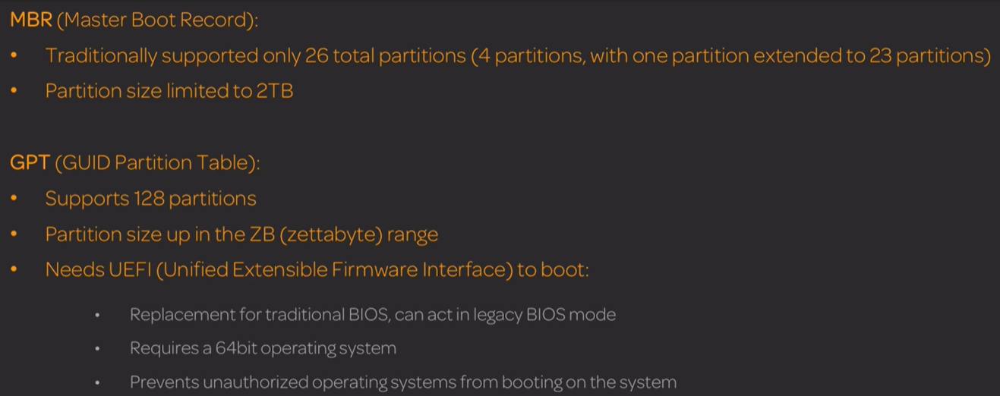 MBR (Master Boot Record):
• Traditionally supported only 26 total partitions (4 partitions, with one partition extended to 23 partitions)
• Partition size limited to 2TB
GPT (GUID Partition Table):
• Supports 128 partitions
• Partition size up in the ZB (zettabyte) range
• Needs UEFI (Unified Extensible Firmware Interface) to boot:
• Replacement for traditional BIOS, can act in legacy BIOS mode
• Requires a 64bit operating system
• Prevents unauthorized operating systems from booting on the system